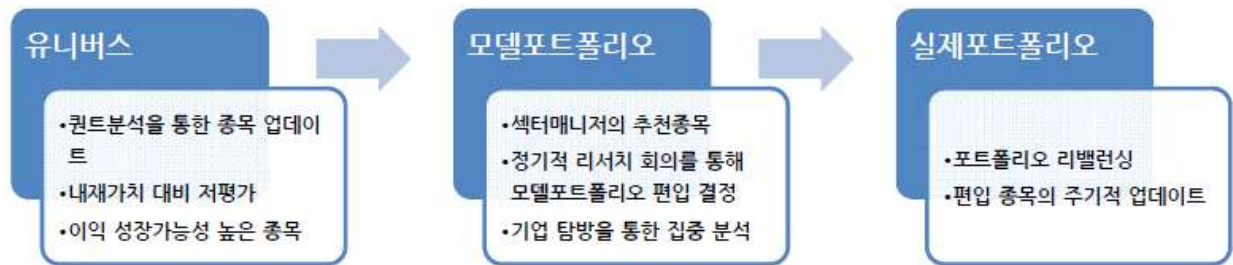 유니버스
•퀀트분석을 통한 종목 업데이
트
•내재가치 대비 저평가
•이익 성장가능성 높은 종목
모델포트폴리오
•섹터매니저의 추천종목
•정기적 리서치 회의를 통해
모델포트폴리오 편입 결정
•기업 탐방을 통한 집중 분석
실제포트폴리오
•포트폴리오 리밸런싱
•편입 종목의 주기적 업데이트